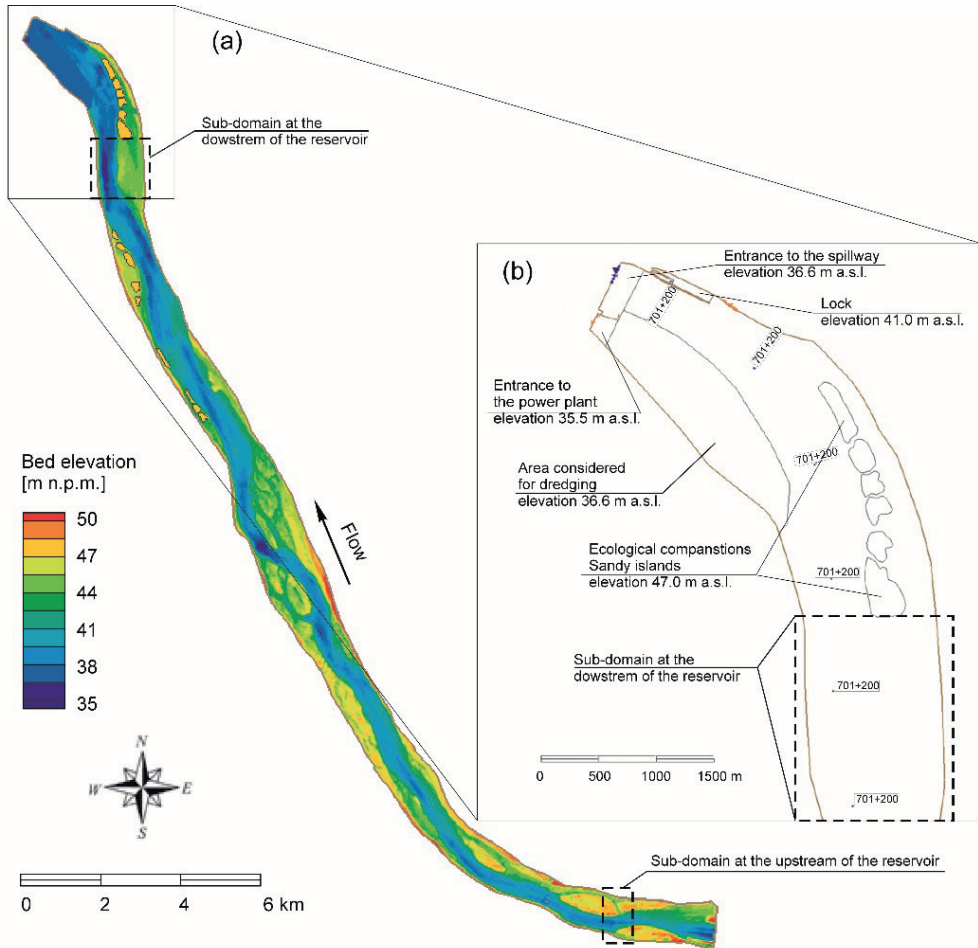 (a)
Sub-domain at the
dowstrem of the reservoir
(b)
Entrance to the spillway
elevation 36.6 m a.s.l.
Lock
elevation 41.0 m a.s.l.
701+200
701+200
Entrance to
the power plant
elevation 35.5 m a.s.l.
701+200
Area considered
for dredging
elevation 36.6 m a.s.l.
Ecological companstions
Sandy islands
elevation 47.0 m a.s.l.
701+200
Sub-domain at the
dowstrem of the reservoir
701+200
701+200
0 500 1000 1500 m
Flow
Bed elevation
[m n.p.m.]
50
47
44
41
38
35
N
W E
S
0 2 4 6 km
Sub-domain at the upstream of the reservoir